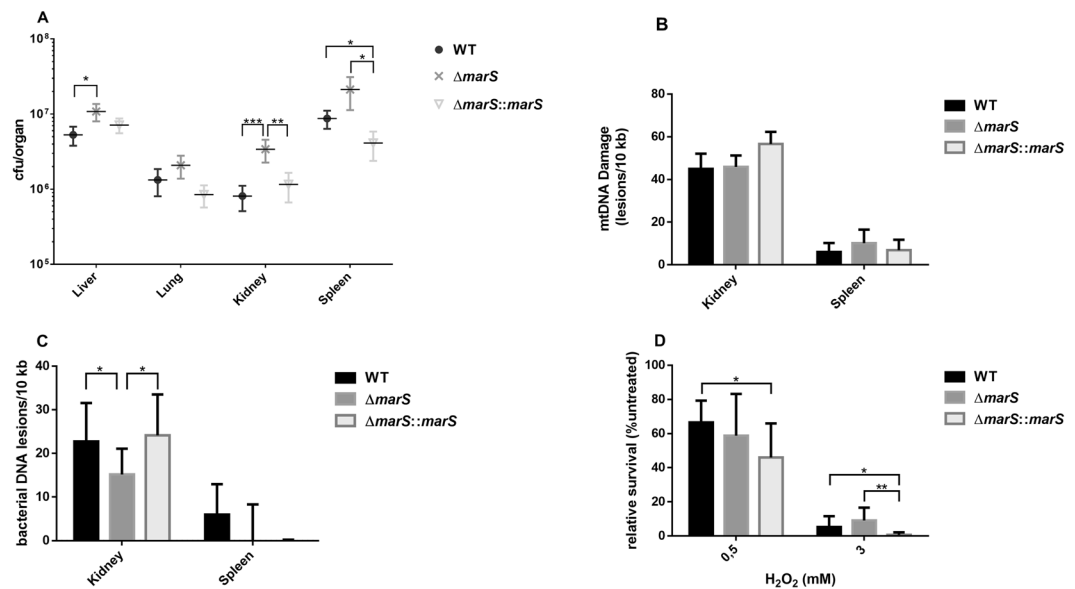 A
cfu/organ
10⁸
10⁷
10⁶
10⁵
*
***
**
*
*
Liver
Lung
Kidney
Spleen
WT
ΔmarS
ΔmarS::marS
B
mtDNA Damage
(lesions/10 kb)
80
60
40
20
0
Kidney
Spleen
WT
ΔmarS
ΔmarS::marS
C
bacterial DNA lesions/10 kb
40
30
20
10
0
*
*
Kidney
Spleen
WT
ΔmarS
ΔmarS::marS
D
relative survival (%untreated)
100
80
60
40
20
0
*
*
**
0,5
3
H₂O₂ (mM)
WT
ΔmarS
ΔmarS::marS